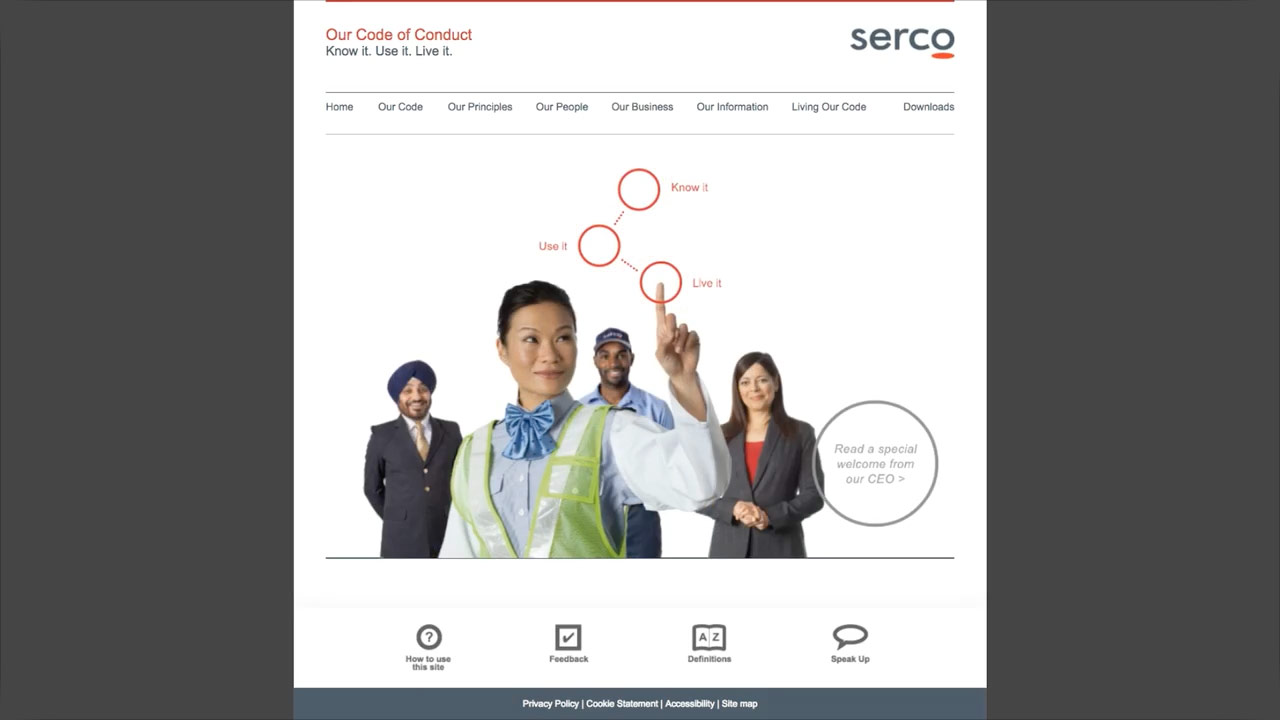 Our Code of Conduct
Know it. Use it. Live it.
serco
Home Our Code Our Principles Our People Our Business Our Information Living Our Code Downloads
Know it
Use it
Live it
Read a special
welcome from
our CEO >
?
A Z
How to use
this site
Feedback
Definitions
Speak Up
Privacy Policy | Cookie Statement | Accessibility | Site map